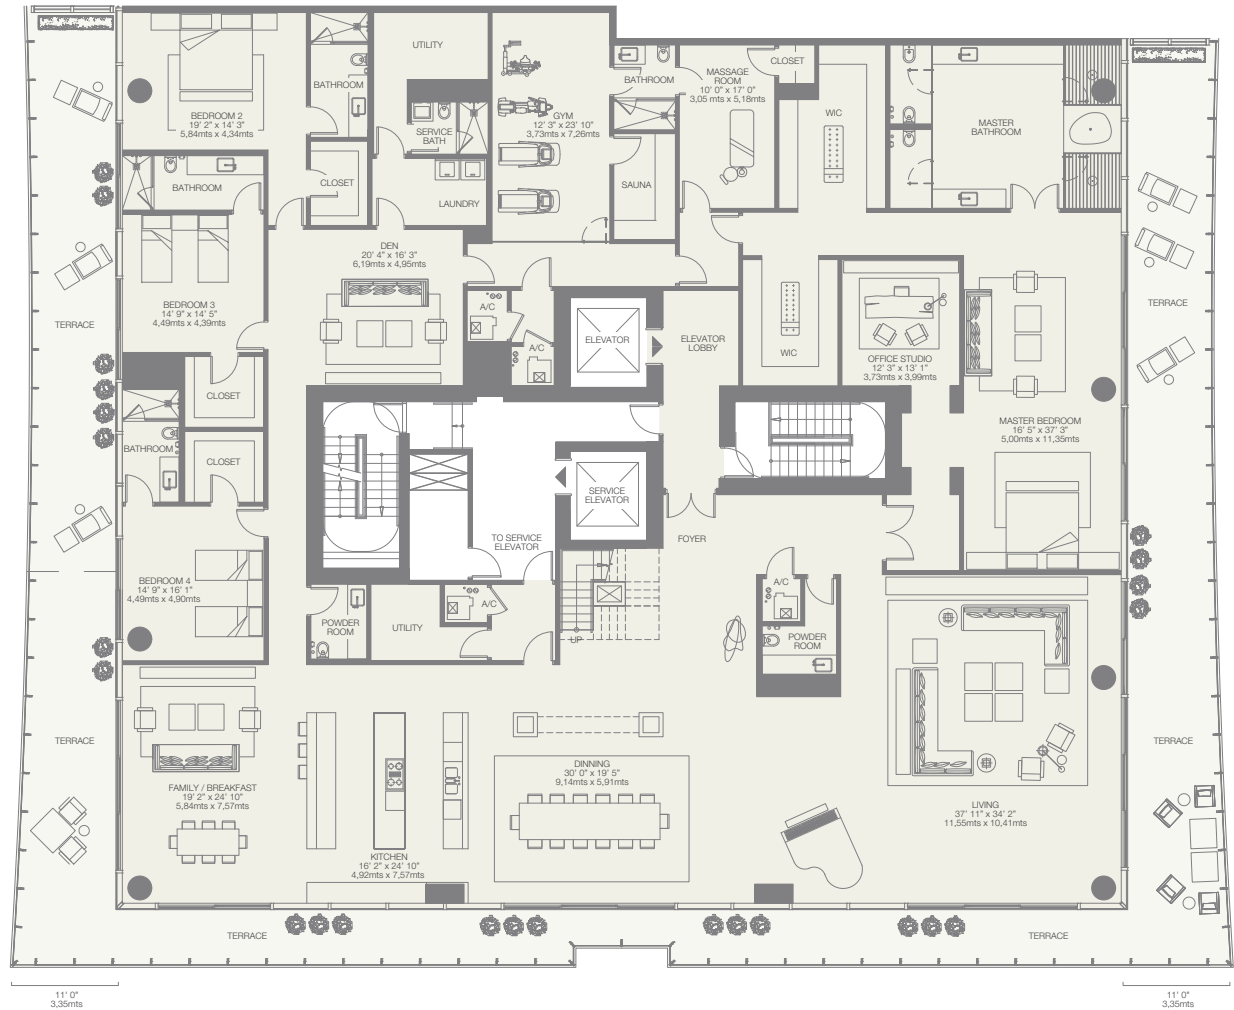 UTILITY
BEDROOM 2
19' 2" x 14' 3"
5,84mts x 4,34mts
BATHROOM
SERVICE
BATH
GYM
12' 3" x 23' 10"
3,73mts x 7,26mts
BATHROOM
MASSAGE
ROOM
10' 0" x 17' 0"
3,05 mts x 5,18mts
CLOSET
WIC
MASTER
BATHROOM
BATHROOM
CLOSET
LAUNDRY
SAUNA
DEN
20' 4" x 16' 3"
6,19mts x 4,95mts
BEDROOM 3
14' 9" x 14' 5"
4,49mts x 4,39mts
TERRACE
A/C
A/C
ELEVATOR
ELEVATOR
LOBBY
WIC
OFFICE STUDIO
12' 3" x 13' 1"
3,73mts x 3,99mts
TERRACE
CLOSET
MASTER BEDROOM
16' 5" x 37' 3"
5,00mts x 11,35mts
BATHROOM
CLOSET
SERVICE
ELEVATOR
TO SERVICE
ELEVATOR
FOYER
BEDROOM 4
14' 9" x 16' 1"
4,49mts x 4,90mts
A/C
A/C
POWDER
ROOM
UTILITY
UP
POWDER
ROOM
TERRACE
TERRACE
FAMILY / BREAKFAST
19' 2" x 24' 10"
5,84mts x 7,57mts
DINNING
30' 0" x 19' 5"
9,14mts x 5,91mts
LIVING
37' 11" x 34' 2"
11,55mts x 10,41mts
KITCHEN
16' 2" x 24' 10"
4,92mts x 7,57mts
TERRACE
TERRACE
11' 0"
3,35mts
11' 0"
3,35mts